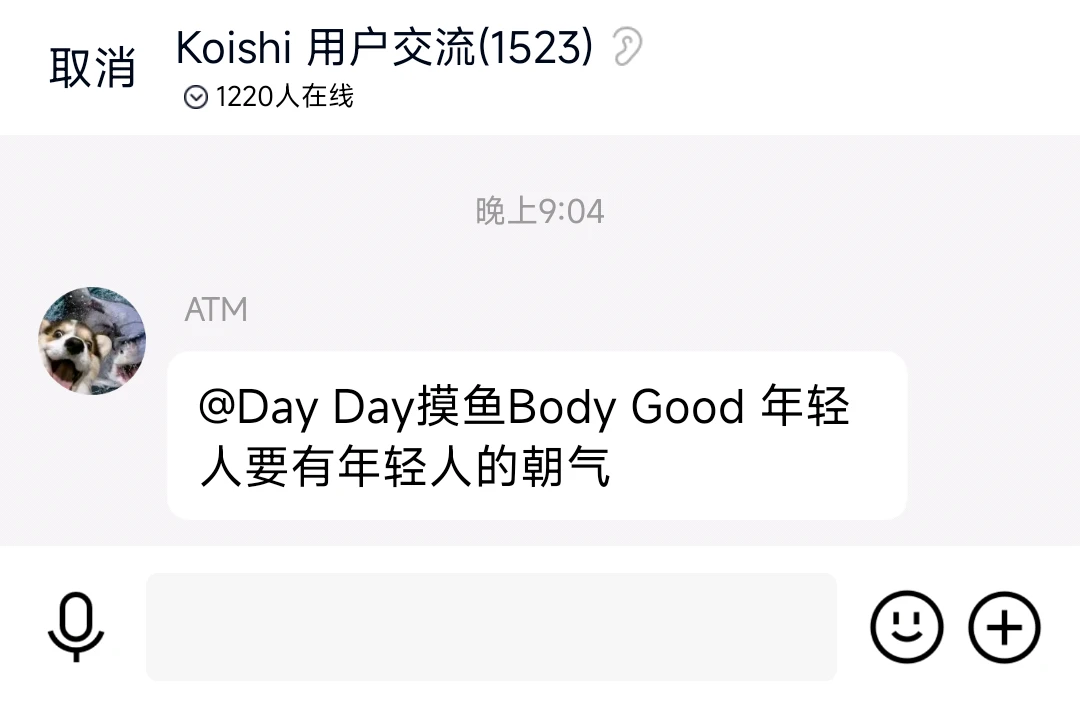 取消
Koishi 用户交流(1523)
1220人在线
晚上9:04
ATM
@Day Day摸鱼Body Good 年轻
人要有年轻人的朝气